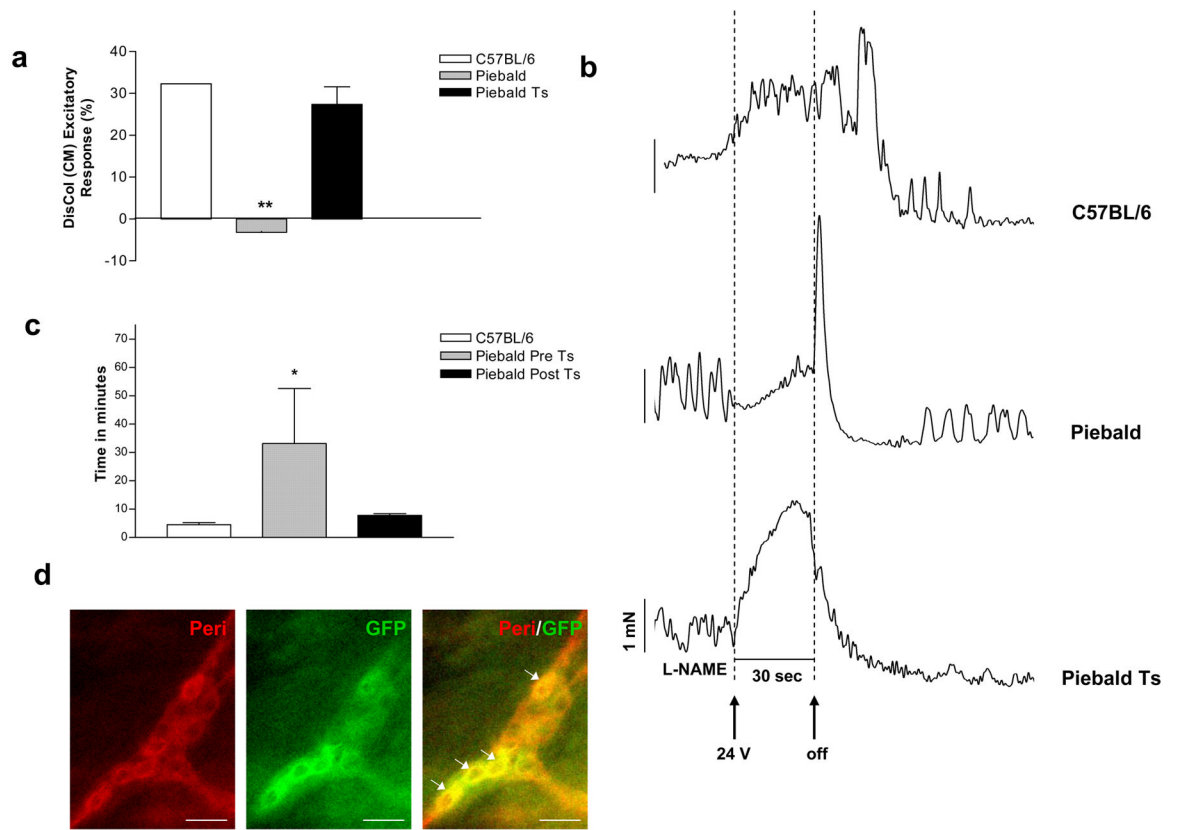 a
DisCol (CM) Excitatory
Response (%)
40
30
20
10
0
-10
**
C57BL/6
Piebald
Piebald Ts
b
C57BL/6
Piebald
Piebald Ts
1 mN
L-NAME
30 sec
24 V
off
c
Time in minutes
70
60
50
40
30
20
10
0
*
C57BL/6
Piebald Pre Ts
Piebald Post Ts
d
Peri
GFP
Peri/GFP